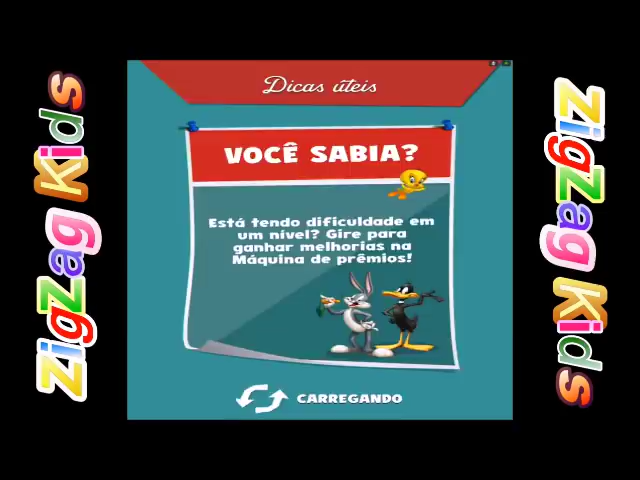 Dicas úteis
VOCÊ SABIA?
Está tendo dificuldade em
um nível? Gire para
ganhar melhorias na
Máquina de prêmios!
CARREGANDO
ZigZag Kids
ZigZag Kids